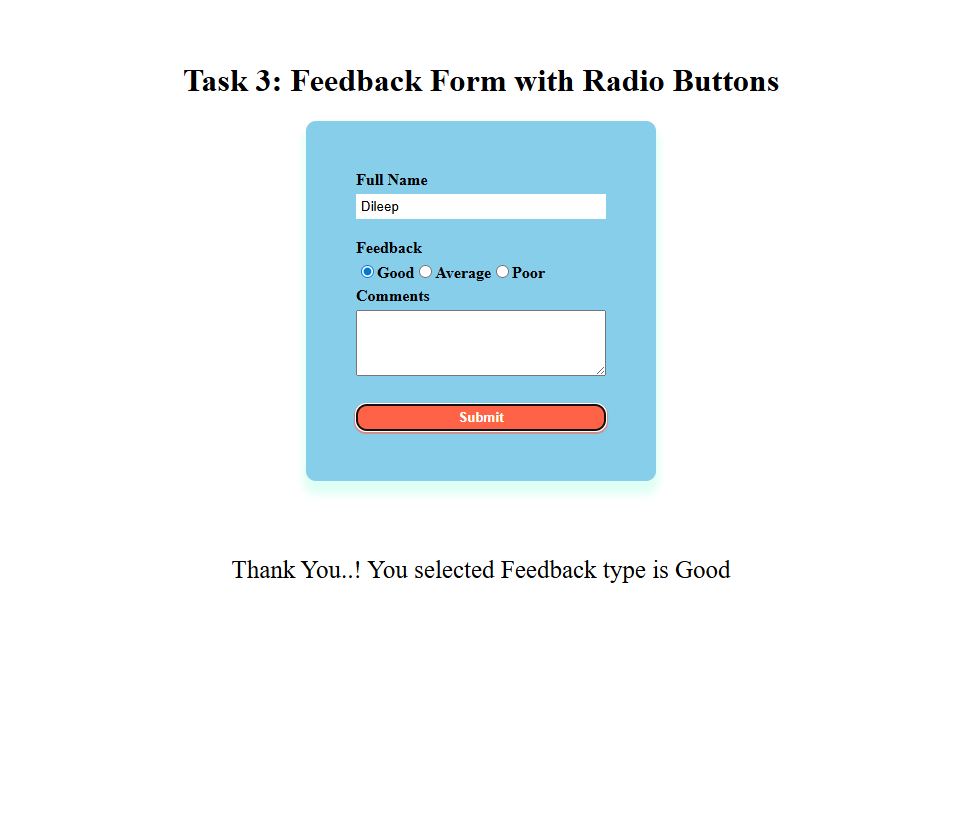 Task 3: Feedback Form with Radio Buttons
Full Name
Dileep
Feedback
Good Average Poor
Comments
Submit
Thank You..! You selected Feedback type is Good